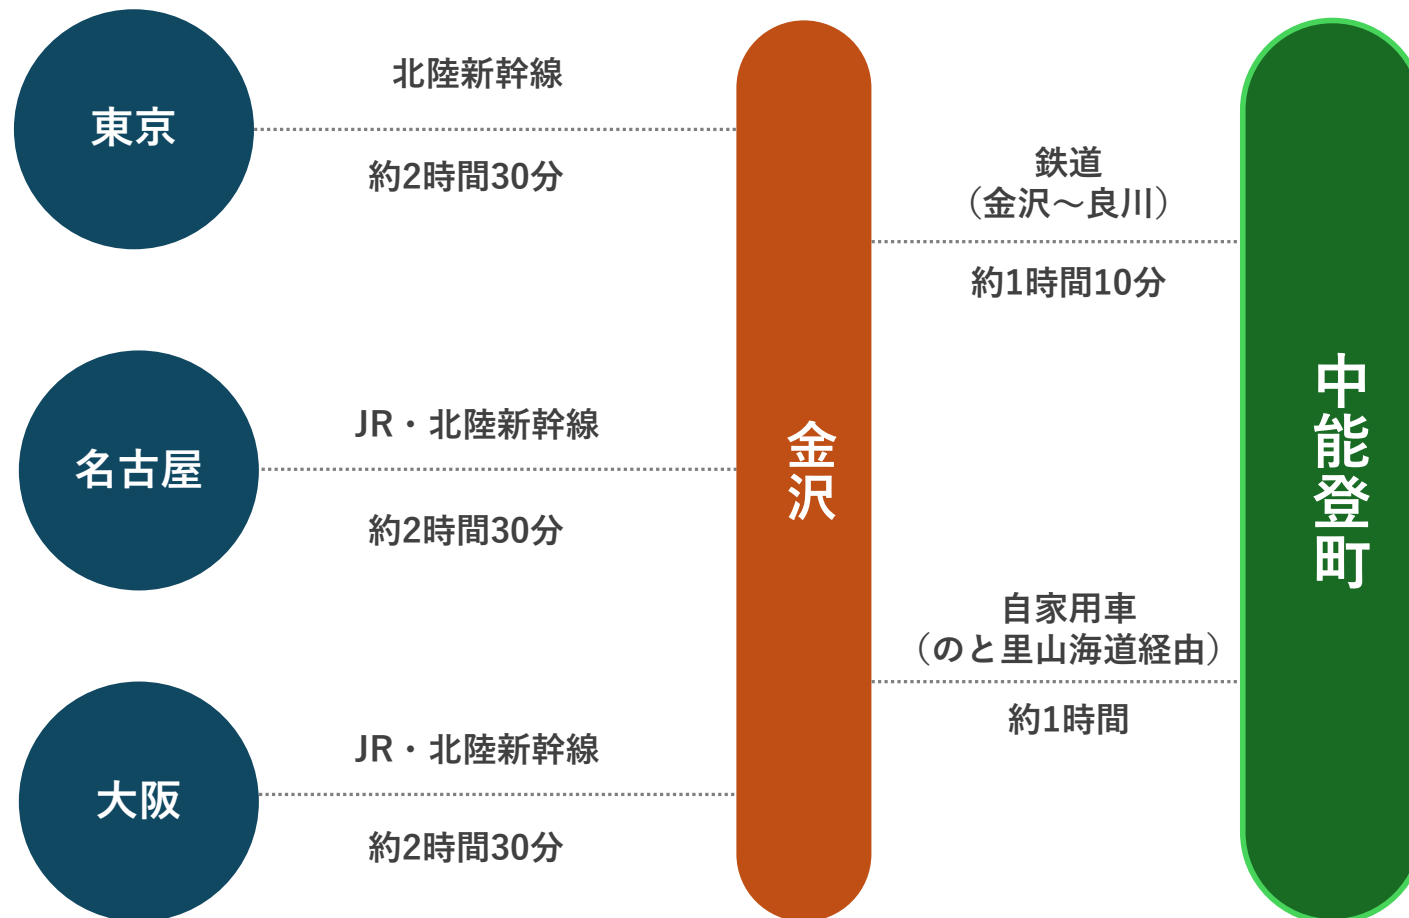 東京
北陸新幹線
約2時間30分
名古屋
JR・北陸新幹線
約2時間30分
大阪
JR・北陸新幹線
約2時間30分
金沢
鉄道
（金沢～良川）
約1時間10分
自家用車
（のと里山海道経由）
約1時間
中能登町